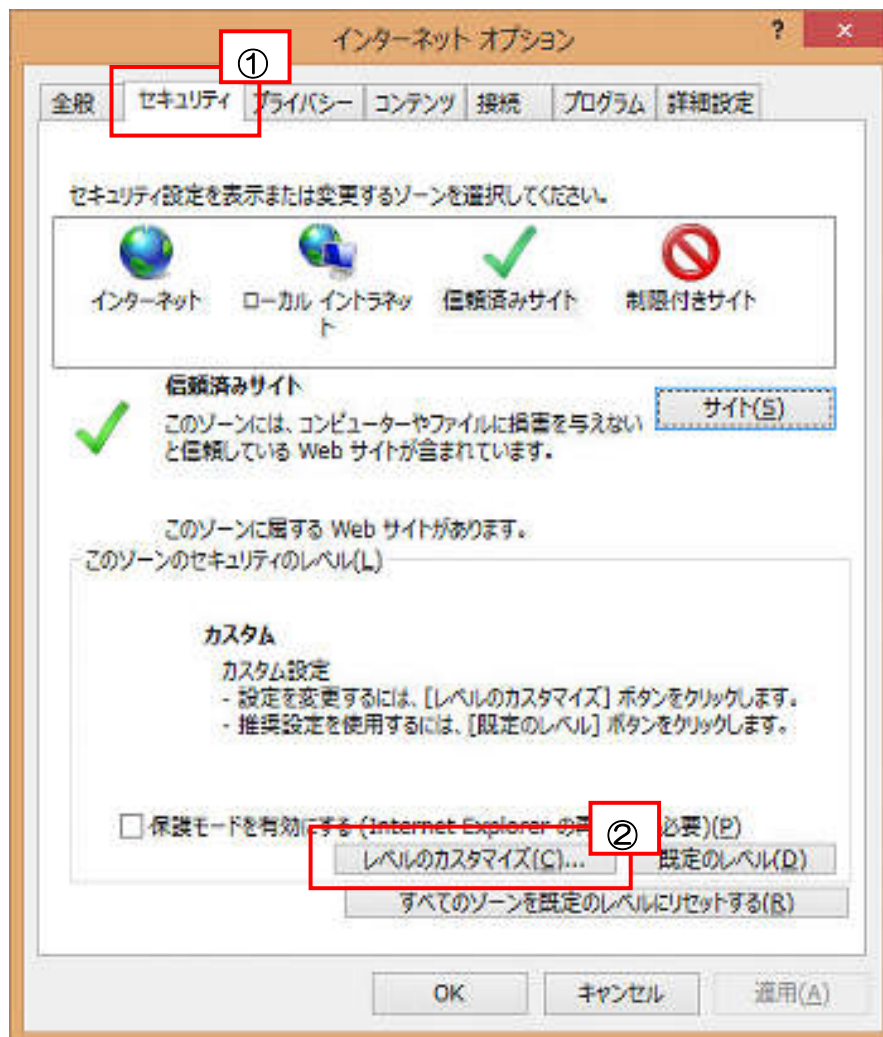 インターネット オプション
?
×
①
全般 セキュリティ プライバシー コンテンツ 接続 プログラム 詳細設定
セキュリティ設定を表示または変更するゾーンを選択してください。
インターネット
ローカル イントラネッ
ト
信頼済みサイト
制限付きサイト
信頼済みサイト
サイト(S)
このゾーンには、コンピューターやファイルに損害を与えない
と信頼している Web サイトが含まれています。
このゾーンに属する Web サイトがあります。
このゾーンのセキュリティのレベル(L)
カスタム
カスタム設定
- 設定を変更するには、[レベルのカスタマイズ] ボタンをクリックします。
- 推奨設定を使用するには、[既定のレベル] ボタンをクリックします。
保護モードを有効にする (Internet Explorer の再 必要)(P)
②
レベルのカスタマイズ(C)... 既定のレベル(D)
すべてのゾーンを既定のレベルにリセットする(R)
OK キャンセル 適用(A)